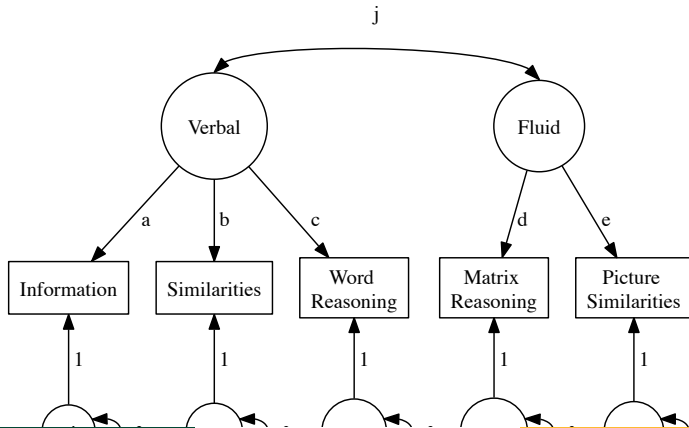 j
Verbal
Fluid
a
b
c
d
e
Information
Similarities
Word
Reasoning
Matrix
Reasoning
Picture
Similarities
1
1
1
1
1